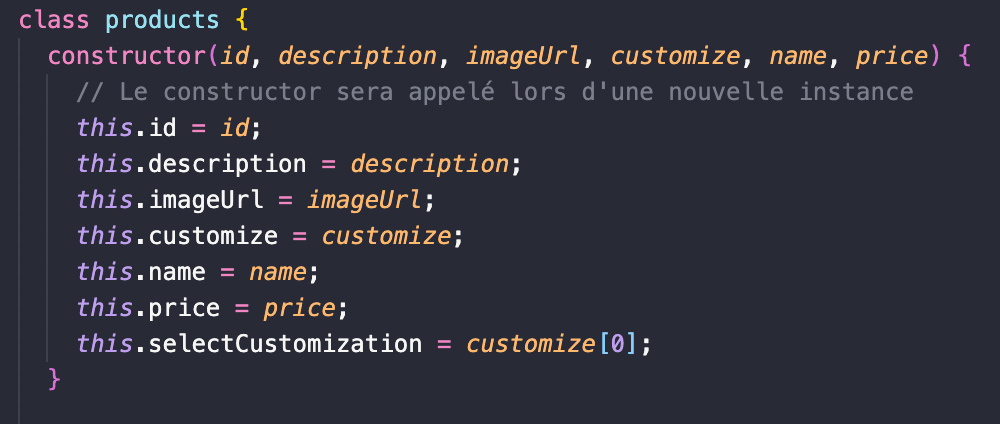 class products {
constructor(id, description, imageUrl, customize, name, price) {
// Le constructor sera appelé lors d'une nouvelle instance
this.id = id;
this.description = description;
this.imageUrl = imageUrl;
this.customize = customize;
this.name = name;
this.price = price;
this.selectCustomization = customize[0];
}